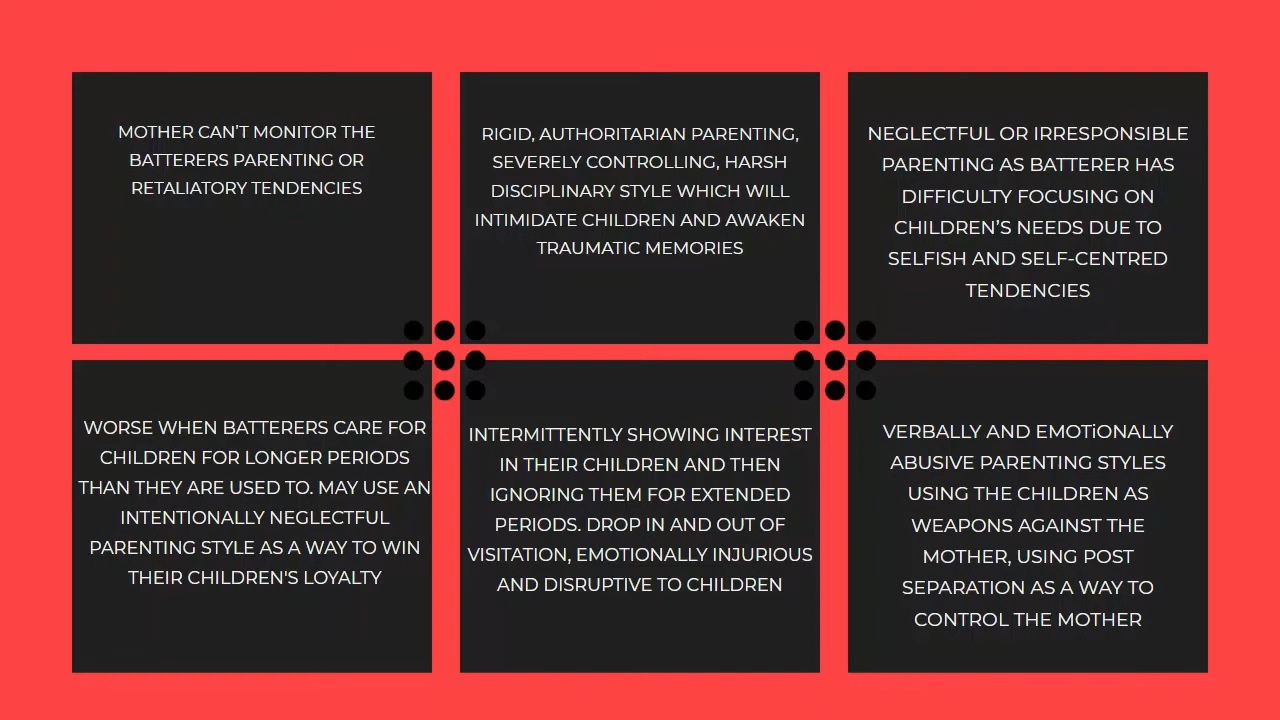 MOTHER CAN’T MONITOR THE
BATTERERS PARENTING OR
RETALIATORY TENDENCIES
RIGID, AUTHORITARIAN PARENTING,
SEVERELY CONTROLLING, HARSH
DISCIPLINARY STYLE WHICH WILL
INTIMIDATE CHILDREN AND AWAKEN
TRAUMATIC MEMORIES
NEGLECTFUL OR IRRESPONSIBLE
PARENTING AS BATTERER HAS
DIFFICULTY FOCUSING ON
CHILDREN’S NEEDS DUE TO
SELFISH AND SELF-CENTRED
TENDENCIES
WORSE WHEN BATTERERS CARE FOR
CHILDREN FOR LONGER PERIODS
THAN THEY ARE USED TO. MAY USE AN
INTENTIONALLY NEGLECTFUL
PARENTING STYLE AS A WAY TO WIN
THEIR CHILDREN'S LOYALTY
INTERMITTENTLY SHOWING INTEREST
IN THEIR CHILDREN AND THEN
IGNORING THEM FOR EXTENDED
PERIODS. DROP IN AND OUT OF
VISITATION, EMOTIONALLY INJURIOUS
AND DISRUPTIVE TO CHILDREN
VERBALLY AND EMOTiONALLY
ABUSIVE PARENTING STYLES
USING THE CHILDREN AS
WEAPONS AGAINST THE
MOTHER, USING POST
SEPARATION AS A WAY TO
CONTROL THE MOTHER